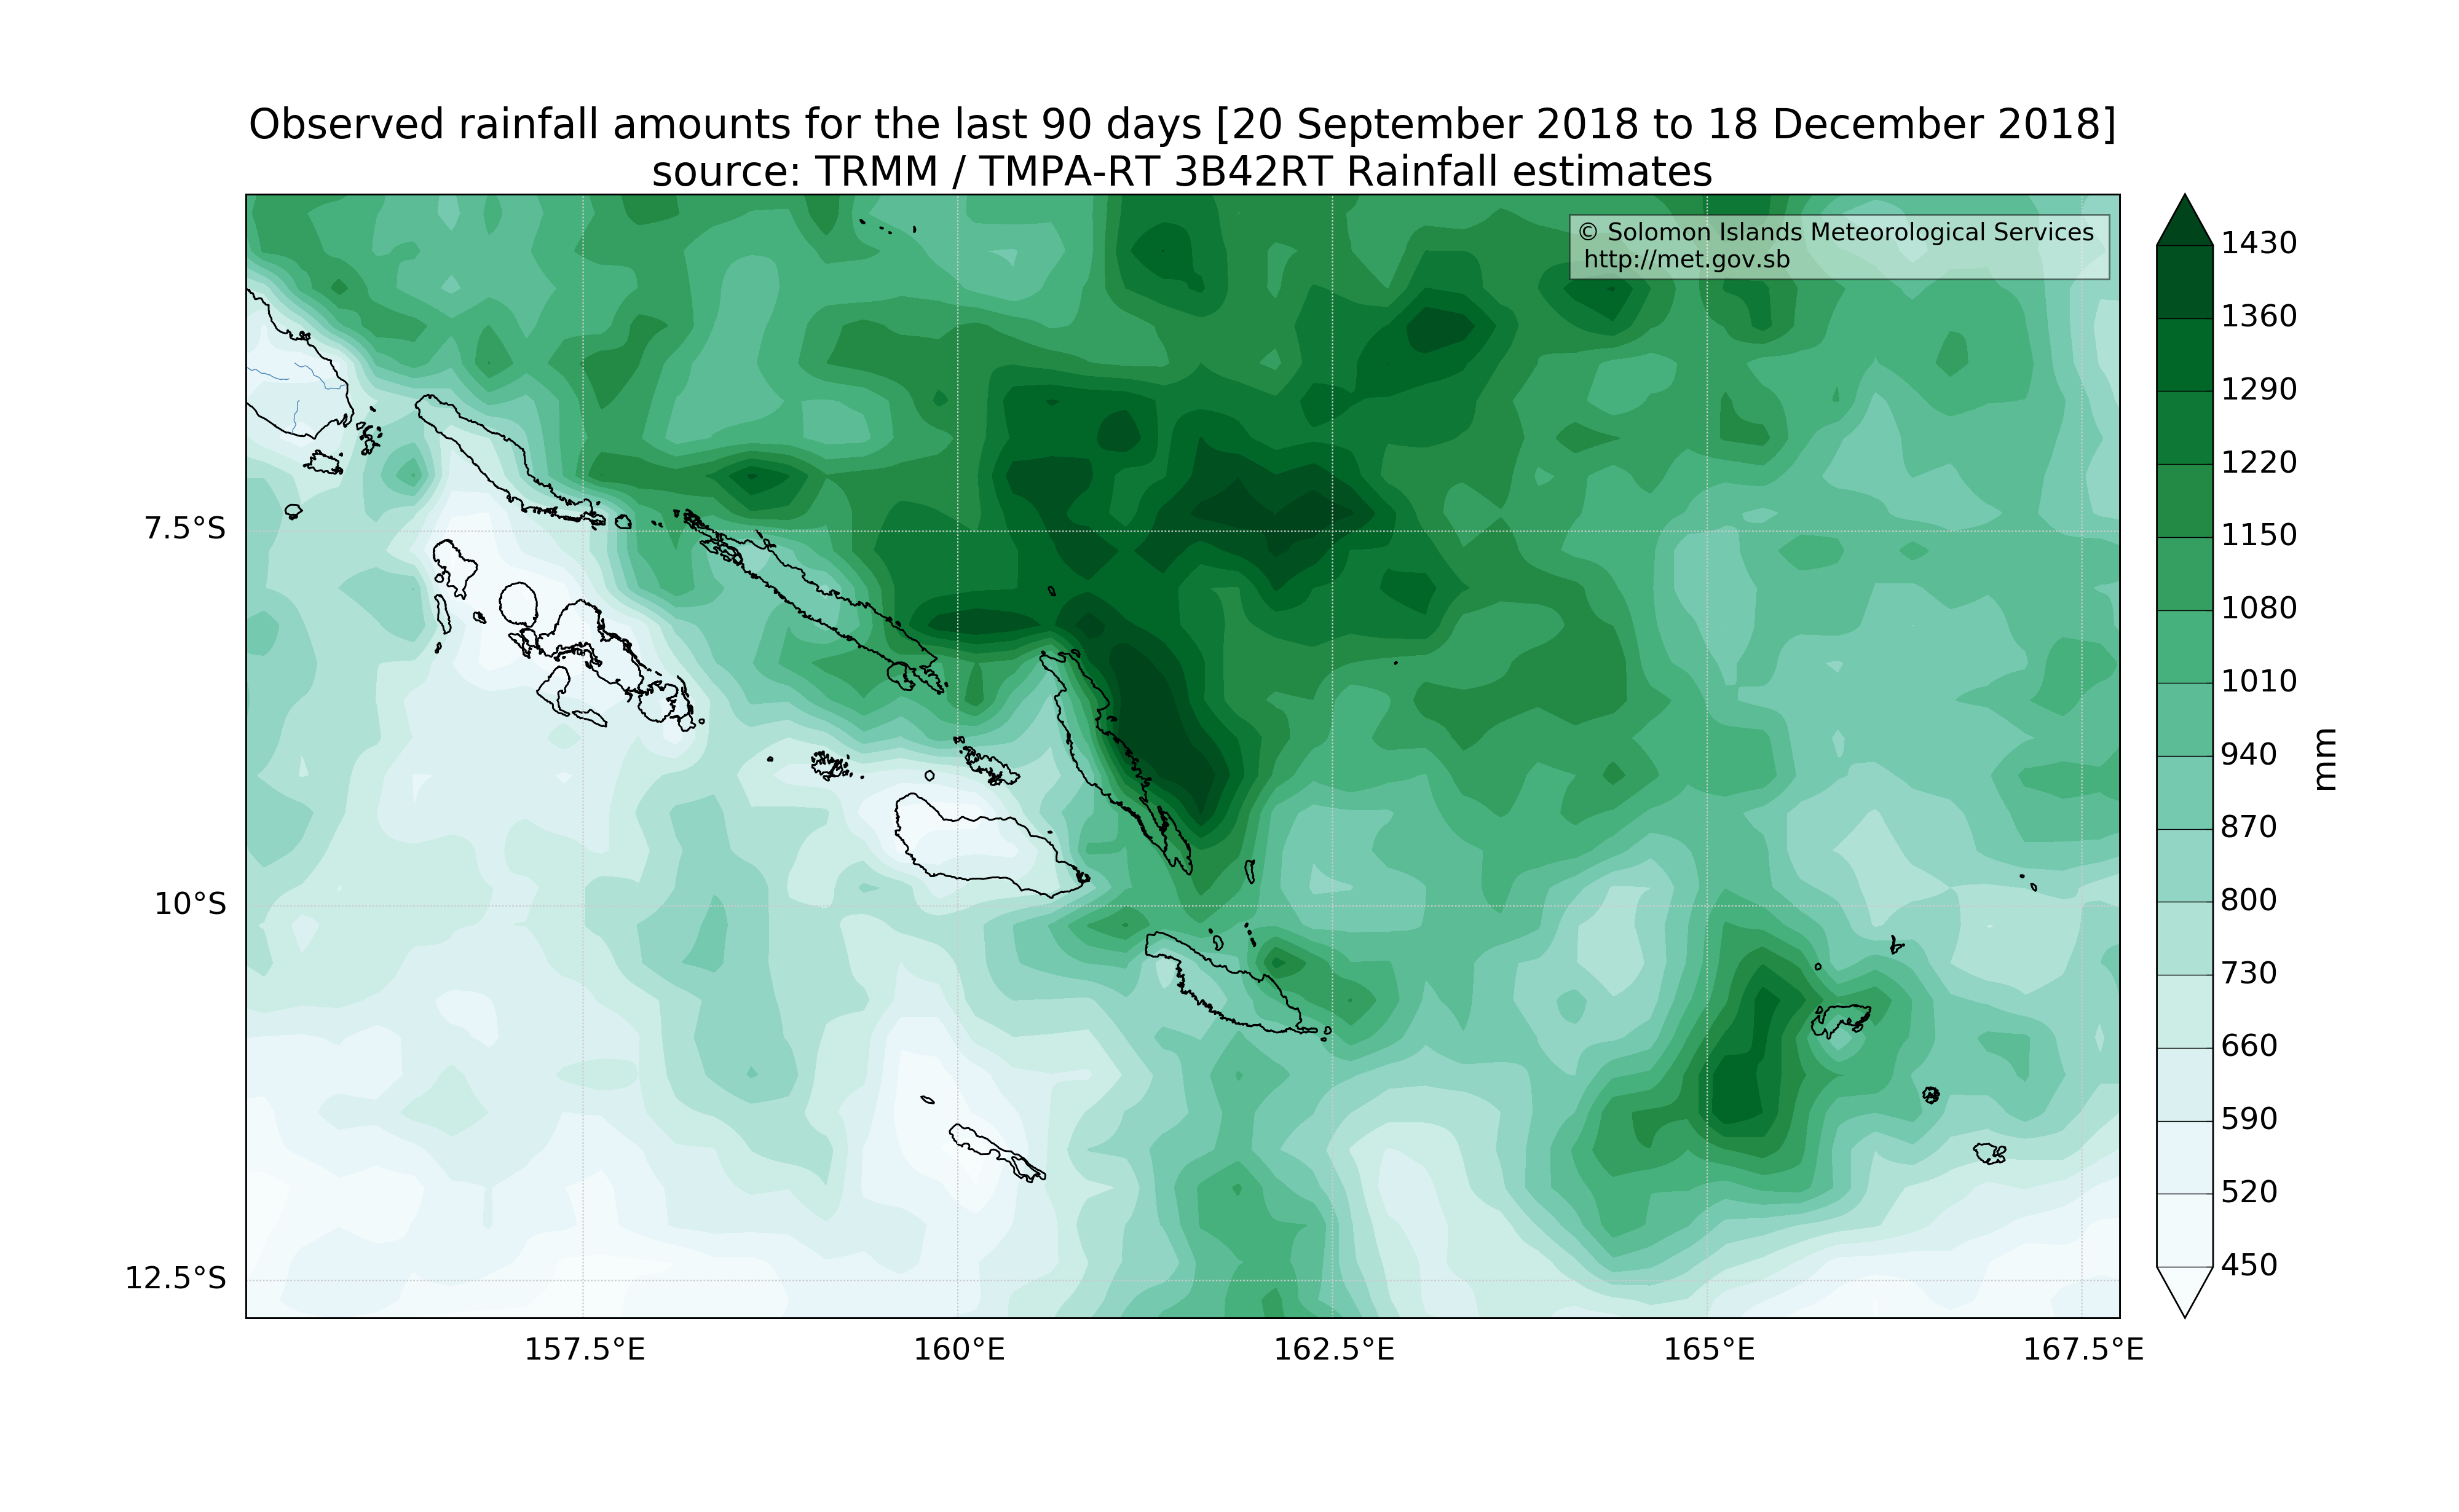 Observed rainfall amounts for the last 90 days [20 September 2018 to 18 December 2018]
source: TRMM / TMPA-RT 3B42RT Rainfall estimates
© Solomon Islands Meteorological Services
http://met.gov.sb
7.5°S
10°S
12.5°S
157.5°E
160°E
162.5°E
165°E
167.5°E
1430
1360
1290
1220
1150
1080
1010
940
870
800
730
660
590
520
450
mm